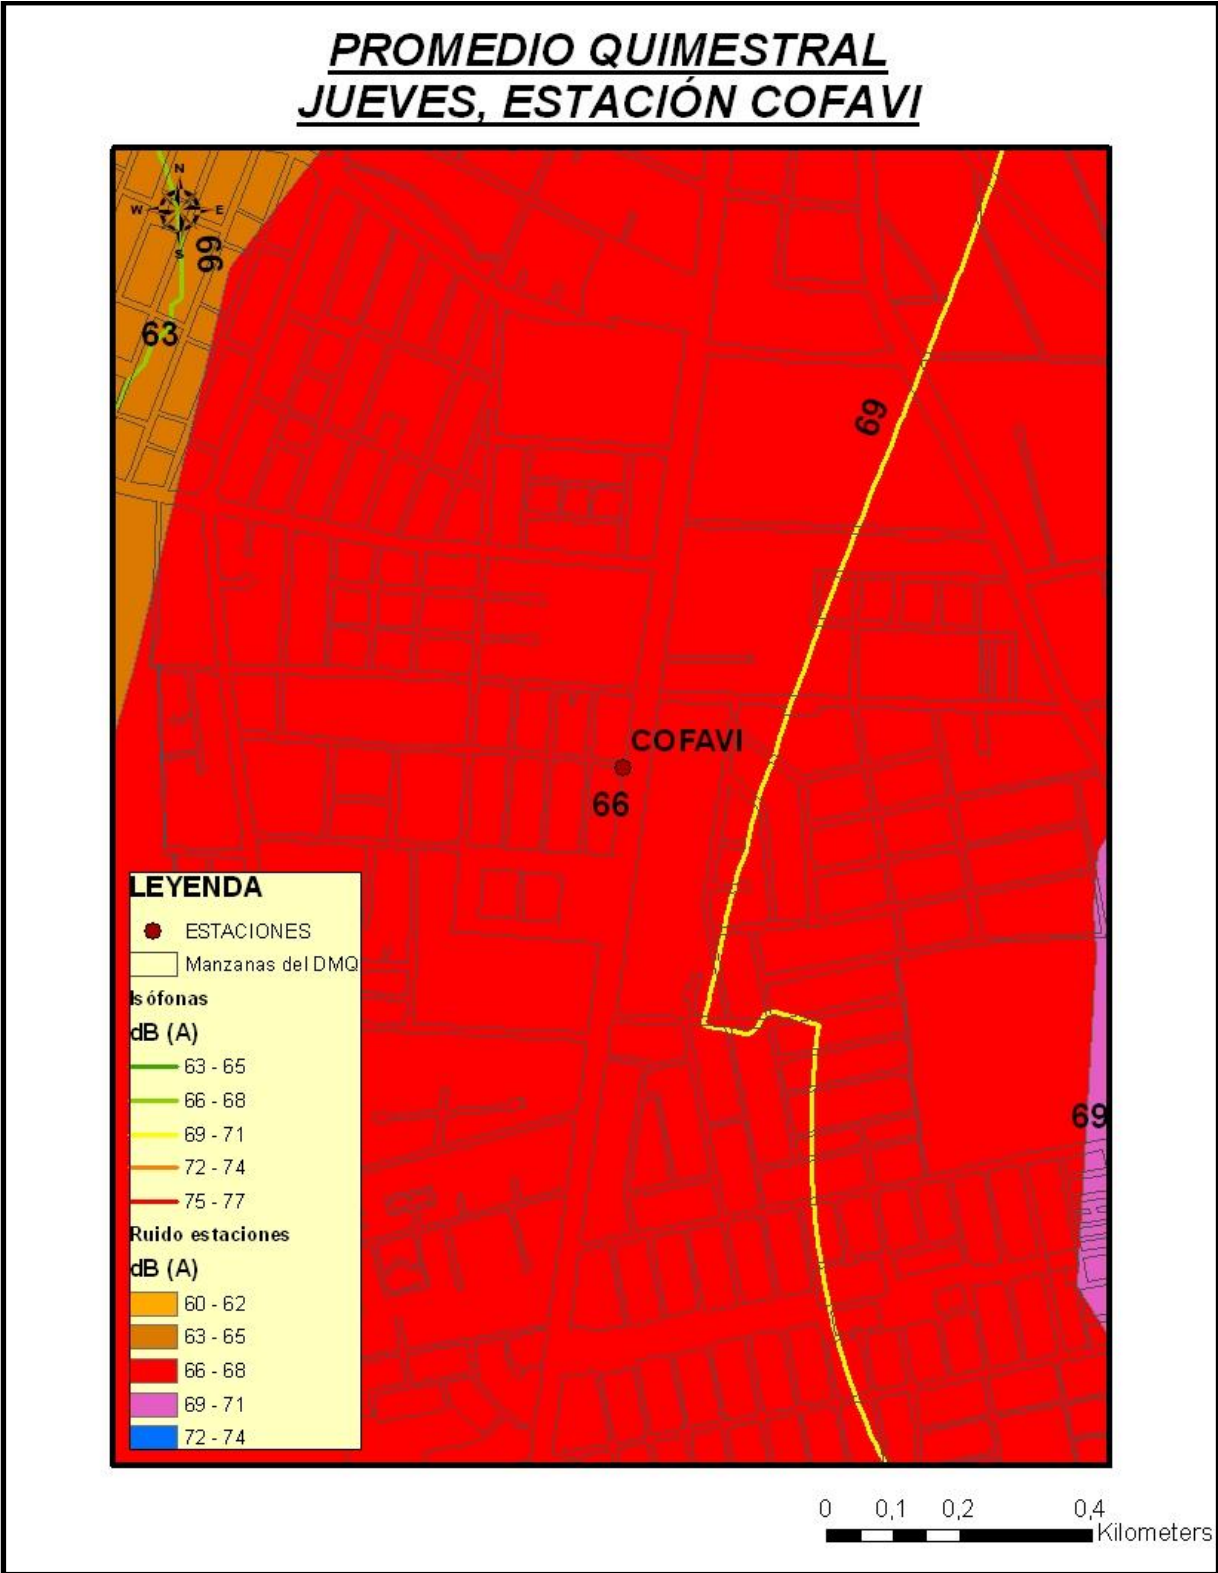 PROMEDIO QUIMESTRAL
JUEVES, ESTACIÓN COFAVI
N
W E
S
66
63
69
COFAVI
66
69
LEYENDA
ESTACIONES
Manzanas del DMQ
Isófonas
dB (A)
63 - 65
66 - 68
69 - 71
72 - 74
75 - 77
Ruido estaciones
dB (A)
60 - 62
63 - 65
66 - 68
69 - 71
72 - 74
0 0,1 0,2 0,4
Kilometers